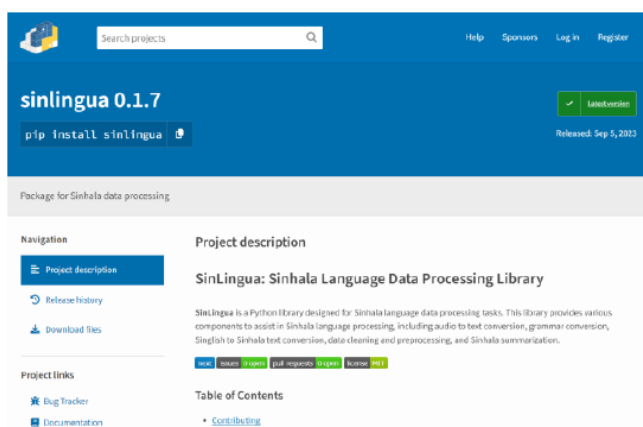 Search projects
Help Sponsors Log in Register
sinlingua 0.1.7
Latest version
pip install sinlingua
Released: Sep 5, 2023
Package for Sinhala data processing
Navigation
Project description
Release history
Download files
Project links
Bug Tracker
Documentation
Project description
SinLingua: Sinhala Language Data Processing Library
SinLingua is a Python library designed for Sinhala language data processing tasks. This library provides various
components to assist in Sinhala language processing, including audio to text conversion, grammar conversion,
Singlish to Sinhala text conversion, data cleaning and preprocessing, and Sinhala summarization.
issues 0 open pull requests 0 open license MIT
Table of Contents
Contributing